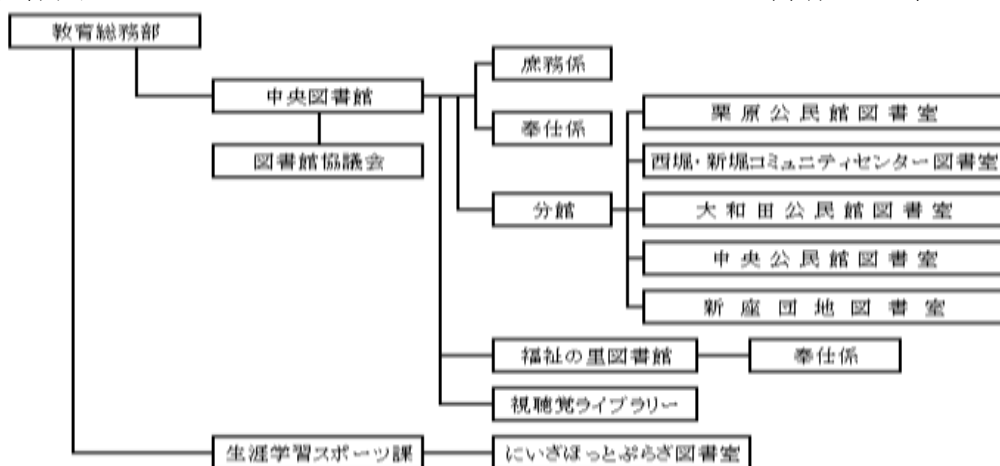 教育総務部
中央図書館
図書館協議会
庶務係
奉仕係
分館
栗原公民館図書室
西堀・新堀コミュニティセンター図書室
大和田公民館図書室
中央公民館図書室
新座団地図書室
福祉の里図書館
奉仕係
視聴覚ライブラリー
生涯学習スポーツ課
にいざほっとぷらざ図書室